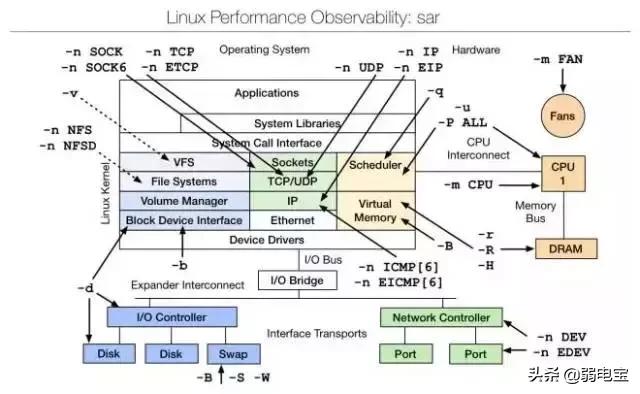 Linux Performance Observability: sar
Operating System
Hardware
-n SOCK
-n SOCK6
-n TCP
-n ETCP
-n UDP
-n IP
-n EIP
-m FAN
Fans
-v
-q
-u
-P ALL
-n NFS
-n NFSD
Applications
System Libraries
System Call Interface
VFS
Sockets
Scheduler
File Systems
TCP/UDP
Volume Manager
IP
Virtual
Memory
Block Device Interface
Ethernet
Device Drivers
Linux Kernel
CPU
Interconnect
CPU
1
-m CPU
Memory
Bus
-r
-R
-H
DRAM
-B
-b
-d
-n ICMP[6]
-n EICMP[6]
I/O Bus
I/O Bridge
Expander Interconnect
I/O Controller
Network Controller
Interface Transports
Disk
Disk
Swap
Port
Port
-n DEV
-n EDEV
-B -S -W
头条 @弱电宝